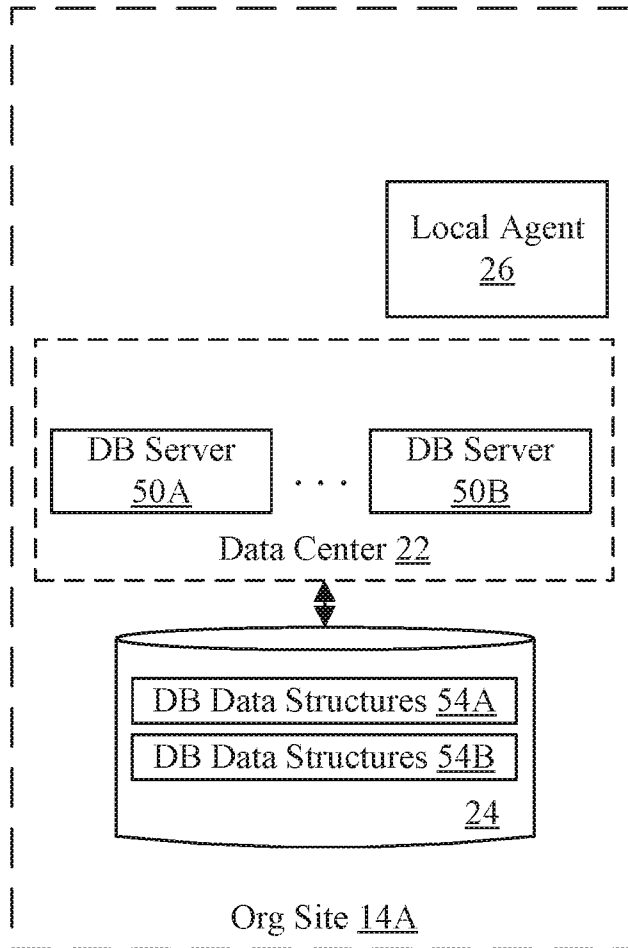 Local Agent
26
DB Server
50A
. . .
DB Server
50B
Data Center 22
DB Data Structures 54A
DB Data Structures 54B
24
Org Site 14A